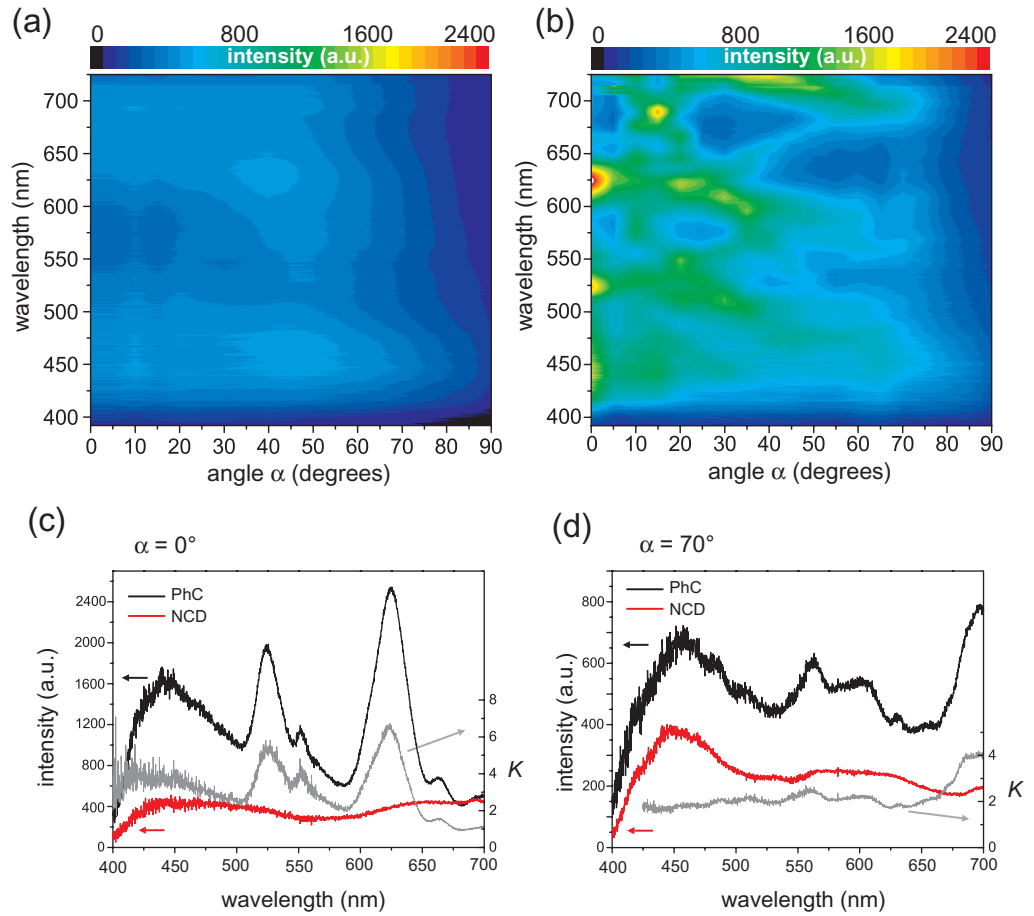 (a)
0 800 1600 2400
intensity (a.u.)
700
650
600
550
500
450
400
wavelength (nm)
0 10 20 30 40 50 60 70 80 90
angle α (degrees)
(b)
0 800 1600 2400
intensity (a.u.)
700
650
600
550
500
450
400
wavelength (nm)
0 10 20 30 40 50 60 70 80 90
angle α (degrees)
(c)
α = 0°
PhC
NCD
2400
2000
1600
1200
800
400
0
intensity (a.u.)
8
6
4
2
0
K
400 450 500 550 600 650 700
wavelength (nm)
(d)
α = 70°
PhC
NCD
800
700
600
500
400
300
200
100
0
intensity (a.u.)
4
2
0
K
400 450 500 550 600 650 700
wavelength (nm)